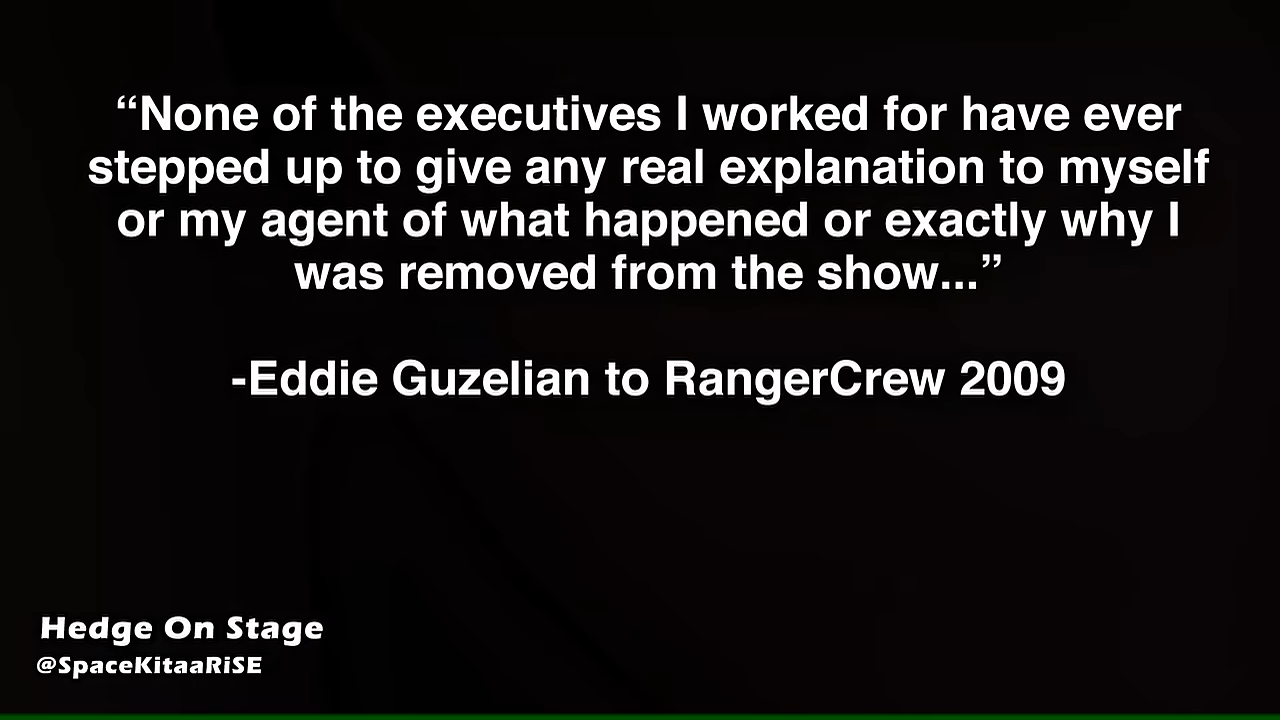 “None of the executives I worked for have ever
stepped up to give any real explanation to myself
or my agent of what happened or exactly why I
was removed from the show...”
-Eddie Guzelian to RangerCrew 2009
Hedge On Stage
@SpaceKitaaRiSE